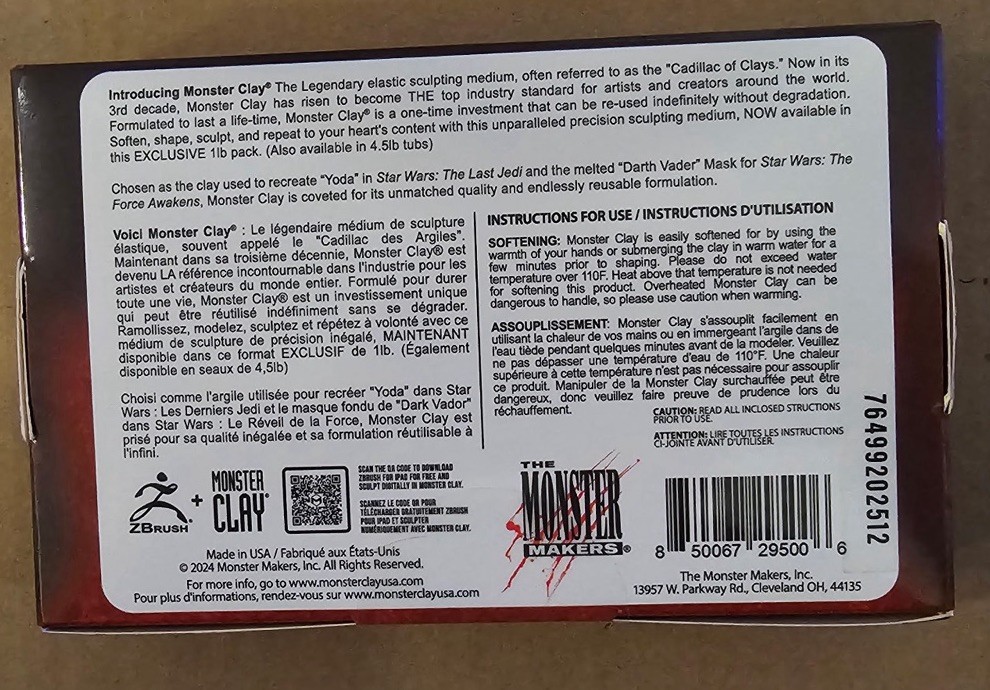 Introducing Monster Clay® The Legendary elastic sculpting medium, often referred to as the "Cadillac of Clays." Now in its
3rd decade, Monster Clay has risen to become THE top industry standard for artists and creators around the world.
Formulated to last a life-time, Monster Clay® is a one-time investment that can be re-used indefinitely without degradation.
Soften, shape, sculpt, and repeat to your heart's content with this unparalleled precision sculpting medium, NOW available in
this EXCLUSIVE 1lb pack. (Also available in 4.5lb tubs)
Chosen as the clay used to recreate "Yoda" in Star Wars: The Last Jedi and the melted "Darth Vader" Mask for Star Wars: The
Force Awakens, Monster Clay is coveted for its unmatched quality and endlessly reusable formulation.
Voici Monster Clay® : Le légendaire médium de sculpture
élastique, souvent appelé le "Cadillac des Argiles".
Maintenant dans sa troisième décennie, Monster Clay® est
devenu LA référence incontournable dans l'industrie pour les
artistes et créateurs du monde entier. Formulé pour durer
toute une vie, Monster Clay® est un investissement unique
qui peut être réutilisé indéfiniment sans se dégrader.
Ramollissez, modelez, sculptez et répétez à volonté avec ce
médium de sculpture de précision inégalé, MAINTENANT
disponible dans ce format EXCLUSIF de 1lb. (Également
disponible en seaux de 4,5lb)
Choisi comme l'argile utilisée pour recréer "Yoda" dans Star
Wars : Les Derniers Jedi et le masque fondu de "Dark Vador"
dans Star Wars : Le Réveil de la Force, Monster Clay est
prisé pour sa qualité inégalée et sa formulation réutilisable à
l'infini.
INSTRUCTIONS FOR USE / INSTRUCTIONS D'UTILISATION
SOFTENING: Monster Clay is easily softened for by using the
warmth of your hands or submerging the clay in warm water for a
few minutes prior to shaping. Please do not exceed water
temperature over 110F. Heat above that temperature is not needed
for softening this product. Overheated Monster Clay can be
dangerous to handle, so please use caution when warming.
ASSOUPLISSEMENT: Monster Clay s'assouplit facilement en
utilisant la chaleur de vos mains ou en immergeant l'argile dans de
l'eau tiède pendant quelques minutes avant de la modeler. Veuillez
ne pas dépasser une température d'eau de 110°F. Une chaleur
supérieure à cette température n'est pas nécessaire pour assouplir
ce produit. Manipuler de la Monster Clay surchauffée peut être
dangereux, donc veuillez faire preuve de prudence lors du
réchauffement.
CAUTION: READ ALL INCLOSED STRUCTIONS
PRIOR TO USE.
ATTENTION: LIRE TOUTES LES INSTRUCTIONS
CI-JOINTE AVANT D'UTILISER.
764992202512
ZBRUSH®
+
MONSTER
CLAY®
SCAN THE QR CODE TO DOWNLOAD
ZBRUSH FOR IPAD FOR FREE AND
SCULPT DIGITALLY IN MONSTER CLAY.
SCANNEZ LE CODE QR POUR
TÉLÉCHARGER GRATUITEMENT ZBRUSH
POUR IPAD ET SCULPTER
NUMÉRIQUEMENT AVEC MONSTER CLAY.
THE
MONSTER
MAKERS®
8 50067 29500 6
Made in USA / Fabriqué aux États-Unis
© 2024 Monster Makers, Inc. All Rights Reserved.
For more info, go to www.monsterclayusa.com
Pour plus d'informations, rendez-vous sur www.monsterclayusa.com
The Monster Makers, Inc.
13957 W. Parkway Rd., Cleveland OH, 44135